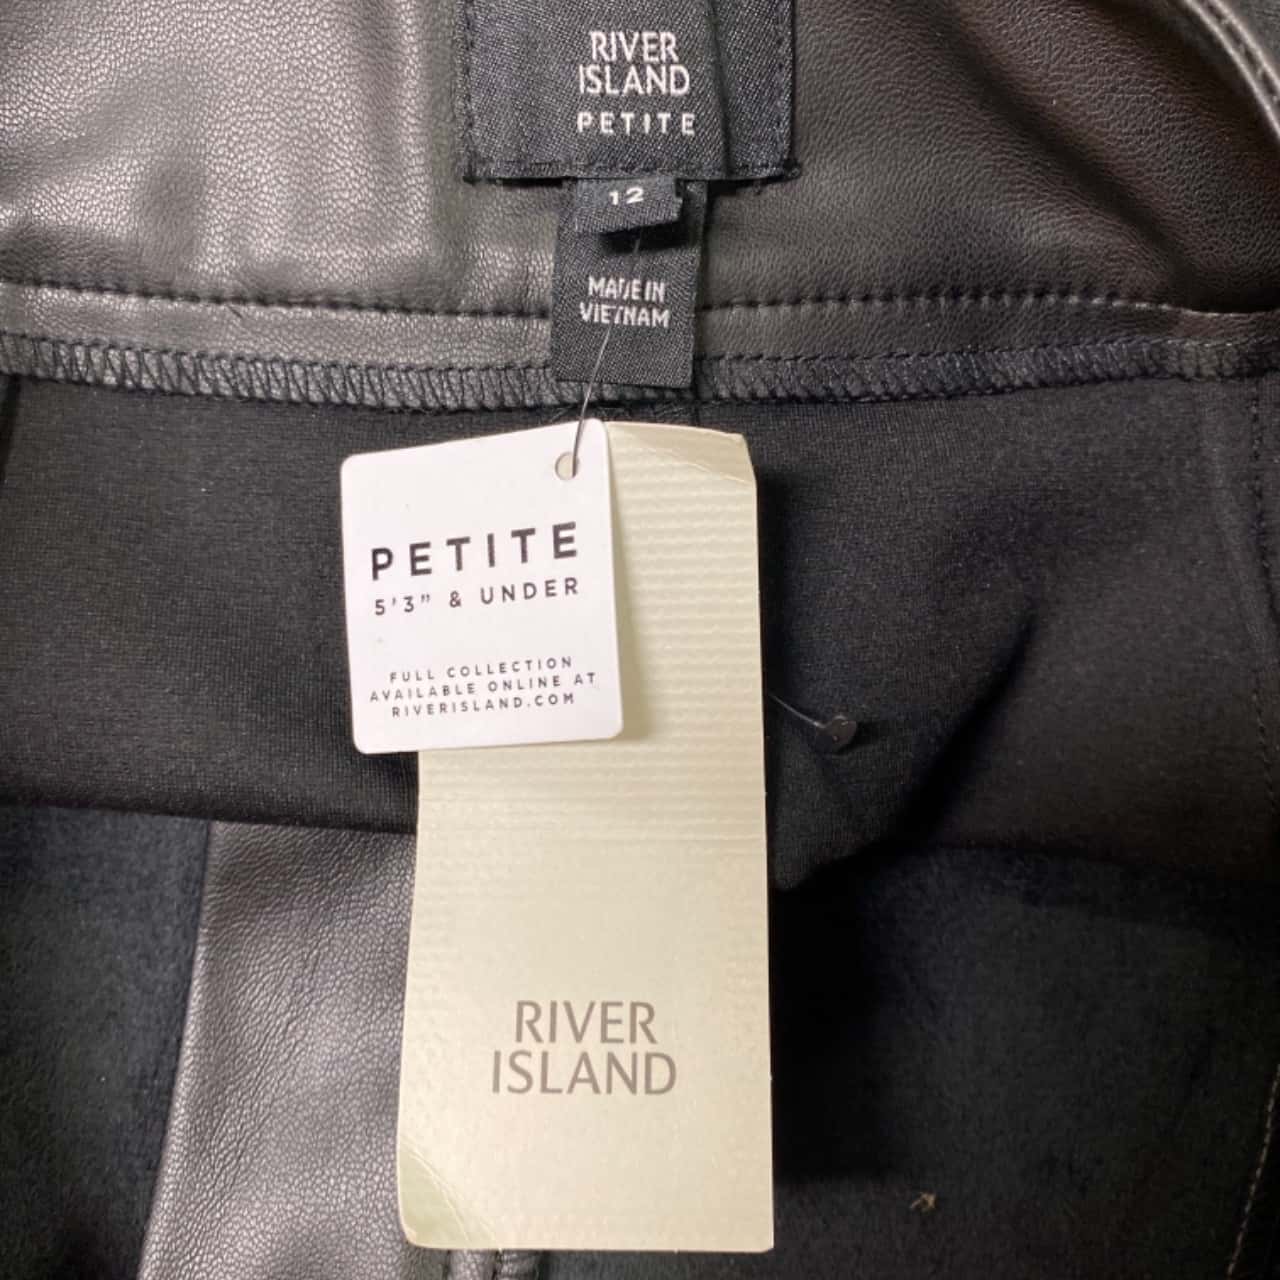 RIVER
ISLAND
PETITE
12
MADE IN
VIETNAM
PETITE
5'3" & UNDER
FULL COLLECTION
AVAILABLE ONLINE AT
RIVERISLAND.COM
RIVER
ISLAND